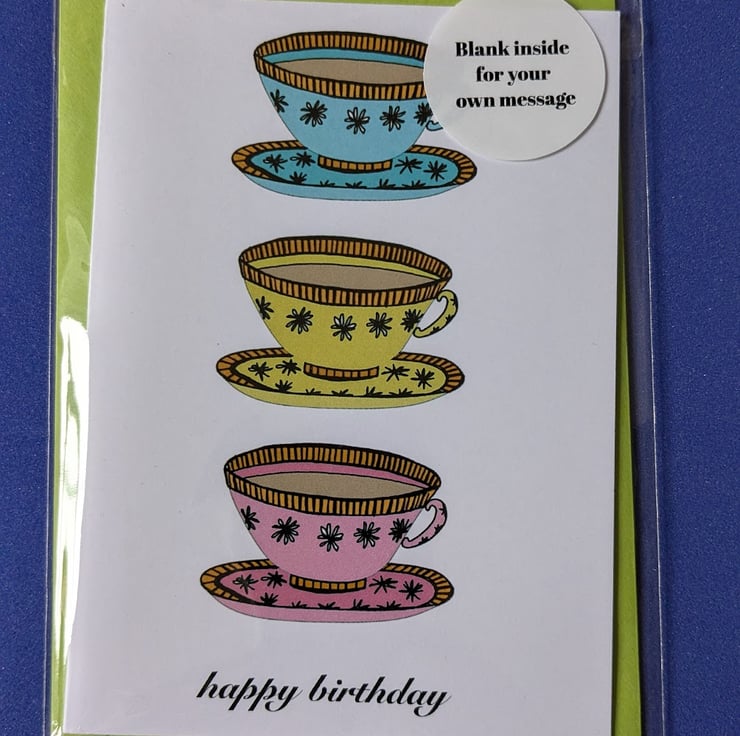 Blank inside
for your
own message
happy birthday